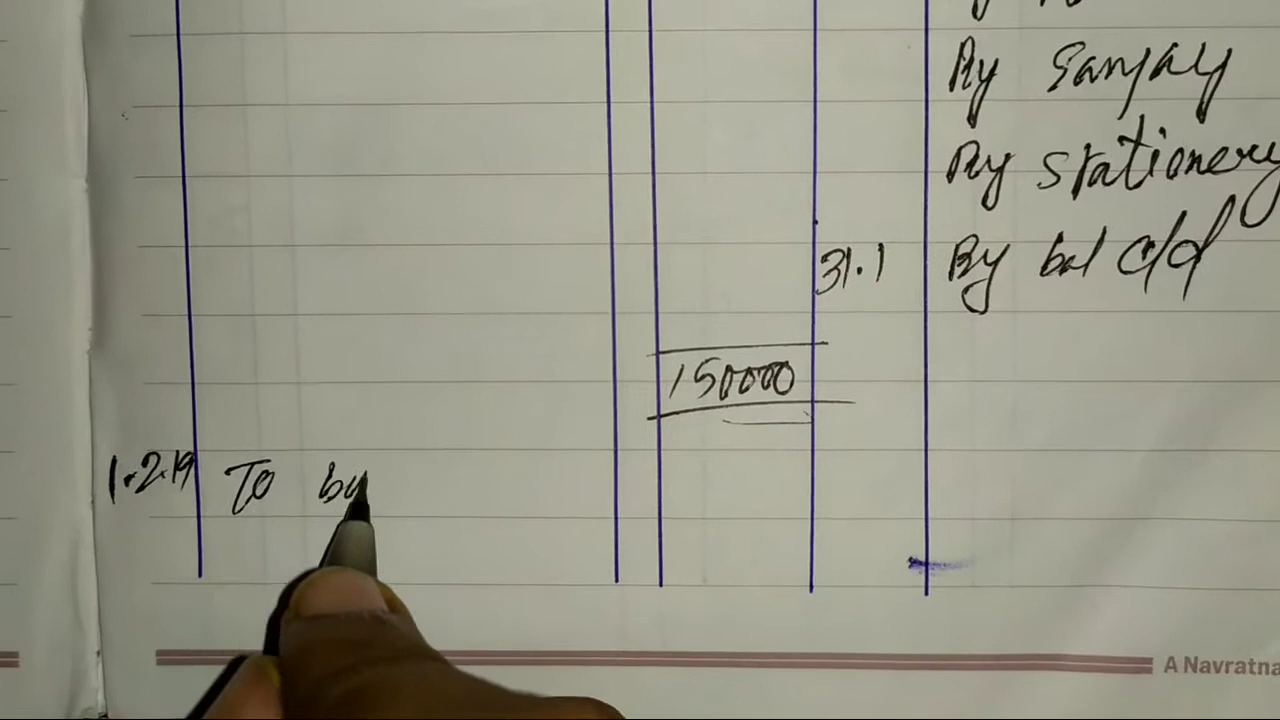 By Sanjay
By stationery
31.1 By bal c/d
150000
1.2.19 To ba
A Navratna